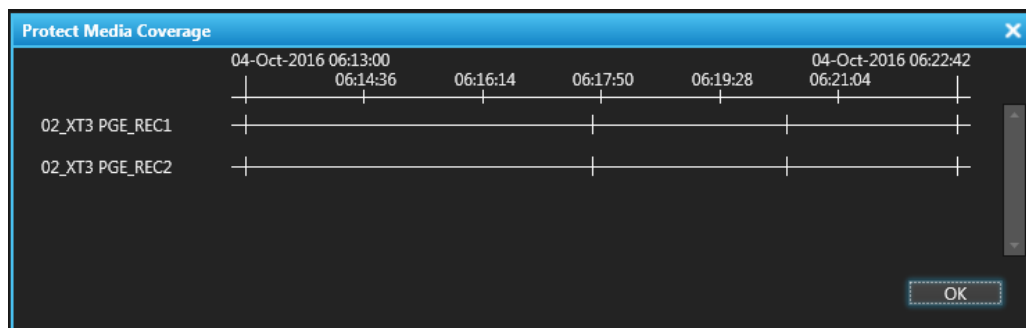 Protect Media Coverage
04-Oct-2016 06:13:00 04-Oct-2016 06:22:42
06:14:36 06:16:14 06:17:50 06:19:28 06:21:04
02_XT3 PGE_REC1
02_XT3 PGE_REC2
OK